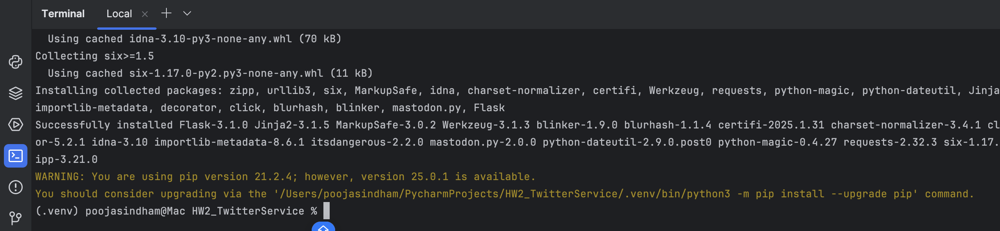 Terminal Local
Using cached idna-3.10-py3-none-any.whl (70 kB)
Collecting six>=1.5
Using cached six-1.17.0-py2.py3-none-any.whl (11 kB)
Installing collected packages: zipp, urllib3, six, MarkupSafe, idna, charset-normalizer, certifi, Werkzeug, requests, python-magic, python-dateutil, Jinja
importlib-metadata, decorator, click, blurhash, blinker, mastodon.py, Flask
Successfully installed Flask-3.1.0 Jinja2-3.1.5 MarkupSafe-3.0.2 Werkzeug-3.1.3 blinker-1.9.0 blurhash-1.1.4 certifi-2025.1.31 charset-normalizer-3.4.1 cl
or-5.2.1 idna-3.10 importlib-metadata-8.6.1 itsdangerous-2.2.0 mastodon.py-2.0.0 python-dateutil-2.9.0.post0 python-magic-0.4.27 requests-2.32.3 six-1.17.
ipp-3.21.0
WARNING: You are using pip version 21.2.4; however, version 25.0.1 is available.
You should consider upgrading via the '/Users/poojasindham/PycharmProjects/HW2_TwitterService/.venv/bin/python3 -m pip install --upgrade pip' command.
(.venv) poojasindham@Mac HW2_TwitterService %